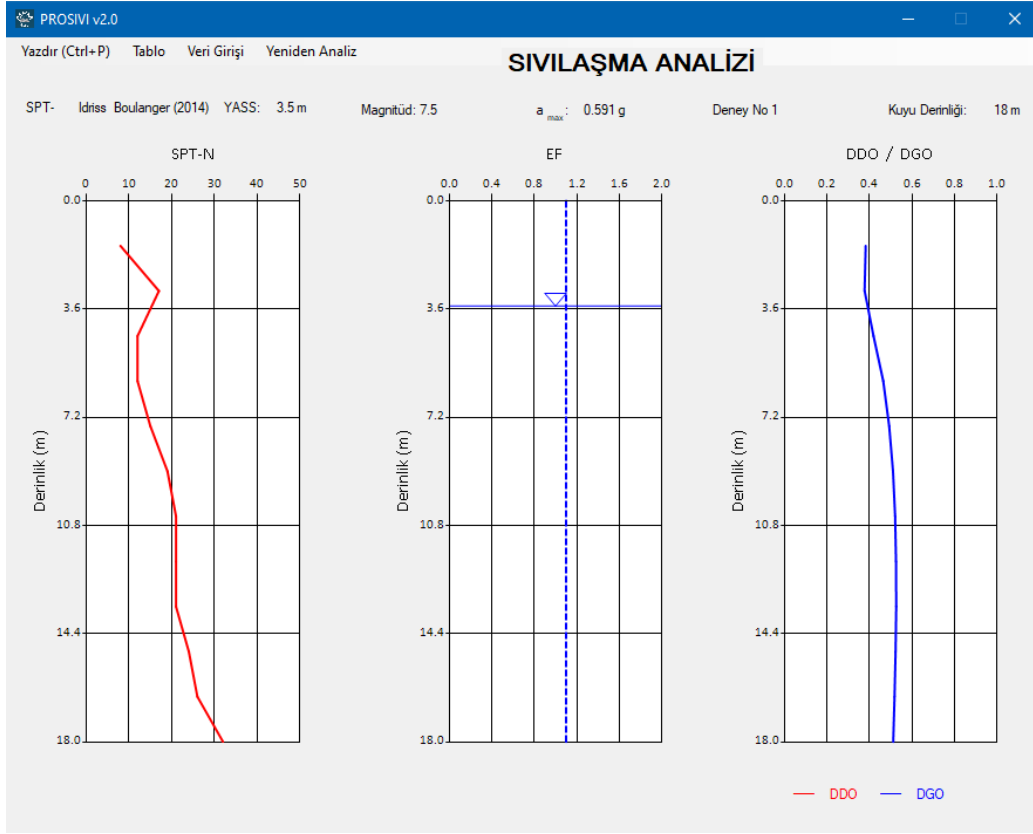 PROSIVI v2.0
Yazdır (Ctrl+P) Tablo Veri Girişi Yeniden Analiz
SIVILAŞMA ANALİZİ
SPT- Idriss Boulanger (2014) YASS: 3.5 m Magnitüd: 7.5 a max: 0.591 g Deney No 1 Kuyu Derinliği: 18 m
SPT-N EF DDO / DGO
0 10 20 30 40 50 0.0 0.4 0.8 1.2 1.6 2.0 0.0 0.2 0.4 0.6 0.8 1.0
0.0 0.0 0.0
3.6 3.6 3.6
7.2 7.2 7.2
Derinlik (m) Derinlik (m) Derinlik (m)
10.8 10.8 10.8
14.4 14.4 14.4
18.0 18.0 18.0
DDO DGO